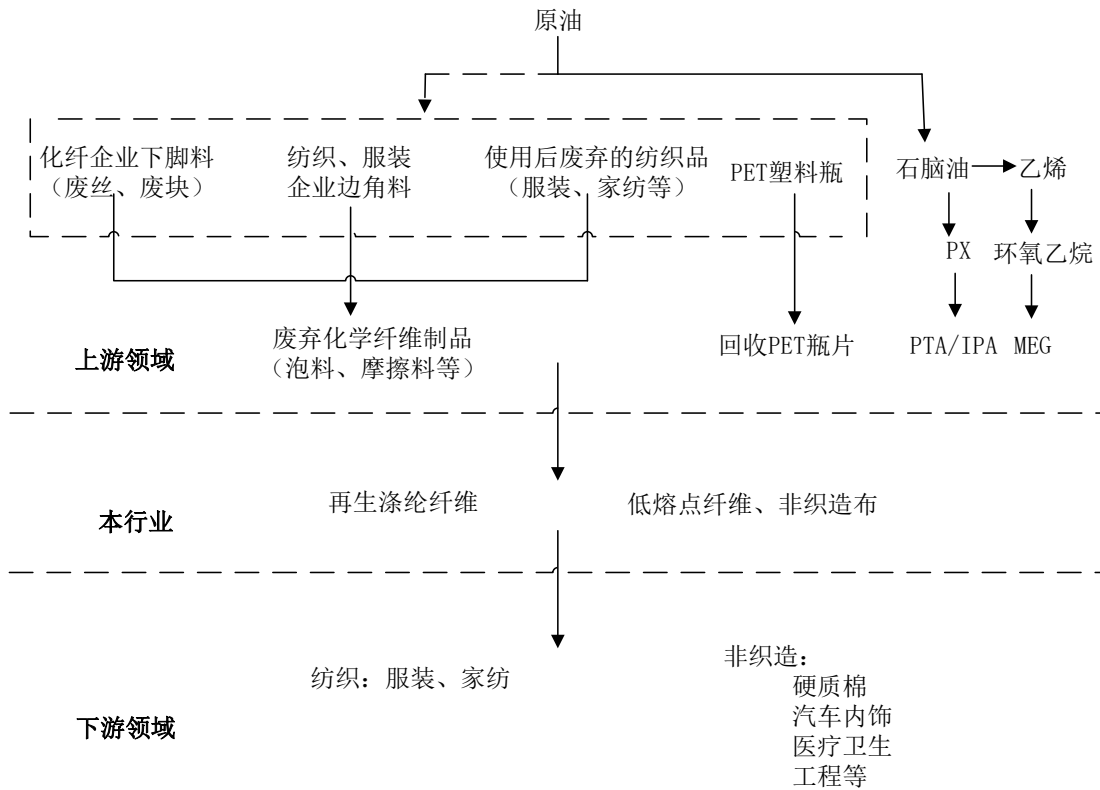 原油
化纤企业下脚料
（废丝、废块）
纺织、服装
企业边角料
使用后废弃的纺织品
（服装、家纺等）
PET塑料瓶
石脑油
乙烯
PX
环氧乙烷
上游领域
废弃化学纤维制品
（泡料、摩擦料等）
回收PET瓶片
PTA/IPA
MEG
本行业
再生涤纶纤维
低熔点纤维、非织造布
下游领域
纺织：服装、家纺
非织造：
硬质棉
汽车内饰
医疗卫生
工程等